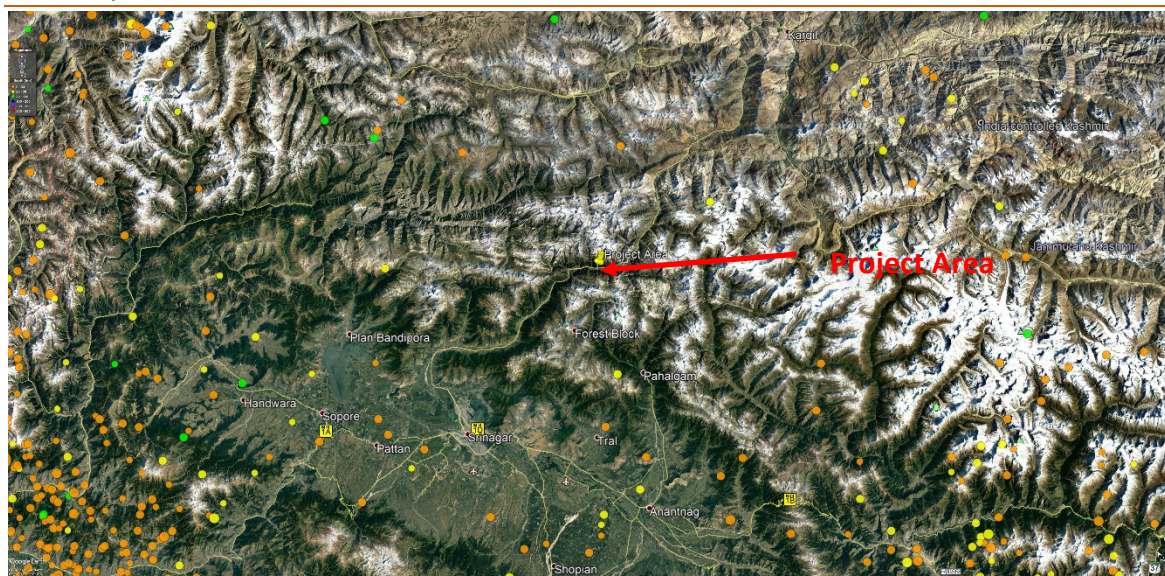 Kargil
India-controlled Kashmir
Jammu and Kashmir
Project Area
Project Area
Plan Bandipora
Forest Block
Pahalgam
Handwara
Sopore
1A
Srinagar
Pattan
Tral
1B
Anantnag
Shopian
Google Earth